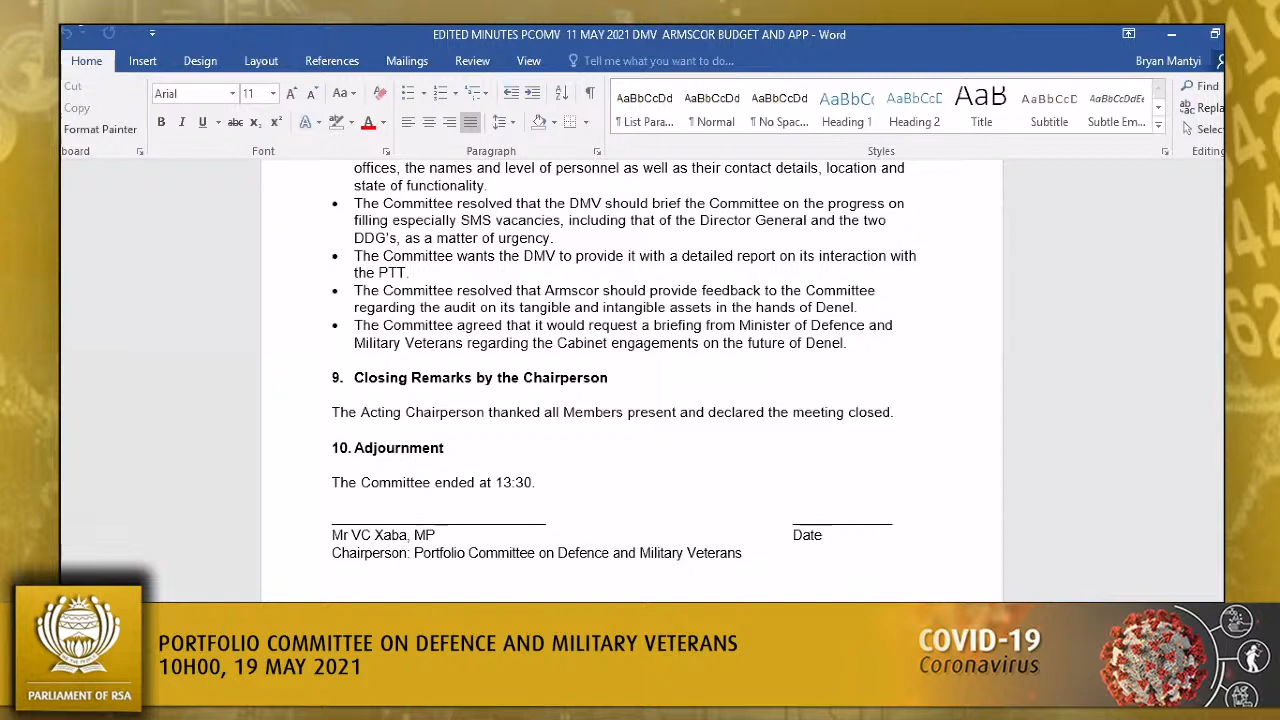 EDITED MINUTES PCOMV 11 MAY 2021 DMV ARMSCOR BUDGET AND APP - Word
Home Insert Design Layout References Mailings Review View Tell me what you want to do... Bryan Mantyi
Cut
Copy
Format Painter
board
Arial 11
Font
Paragraph
AaBbCcDd AaBbCcDd AaBbCcDd AaBbCc AaBbCcD AaB AaBbCcD AaBbCcDdEe
¶ List Para... ¶ Normal ¶ No Spac... Heading 1 Heading 2 Title Subtitle Subtle Em...
Styles
Find
Repla
Select
Editing
offices, the names and level of personnel as well as their contact details, location and
state of functionality.
• The Committee resolved that the DMV should brief the Committee on the progress on
filling especially SMS vacancies, including that of the Director General and the two
DDG's, as a matter of urgency.
• The Committee wants the DMV to provide it with a detailed report on its interaction with
the PTT.
• The Committee resolved that Armscor should provide feedback to the Committee
regarding the audit on its tangible and intangible assets in the hands of Denel.
• The Committee agreed that it would request a briefing from Minister of Defence and
Military Veterans regarding the Cabinet engagements on the future of Denel.
9. Closing Remarks by the Chairperson
The Acting Chairperson thanked all Members present and declared the meeting closed.
10. Adjournment
The Committee ended at 13:30.
Mr VC Xaba, MP Date
Chairperson: Portfolio Committee on Defence and Military Veterans
PORTFOLIO COMMITTEE ON DEFENCE AND MILITARY VETERANS
10H00, 19 MAY 2021
PARLIAMENT OF RSA
COVID-19
Coronavirus